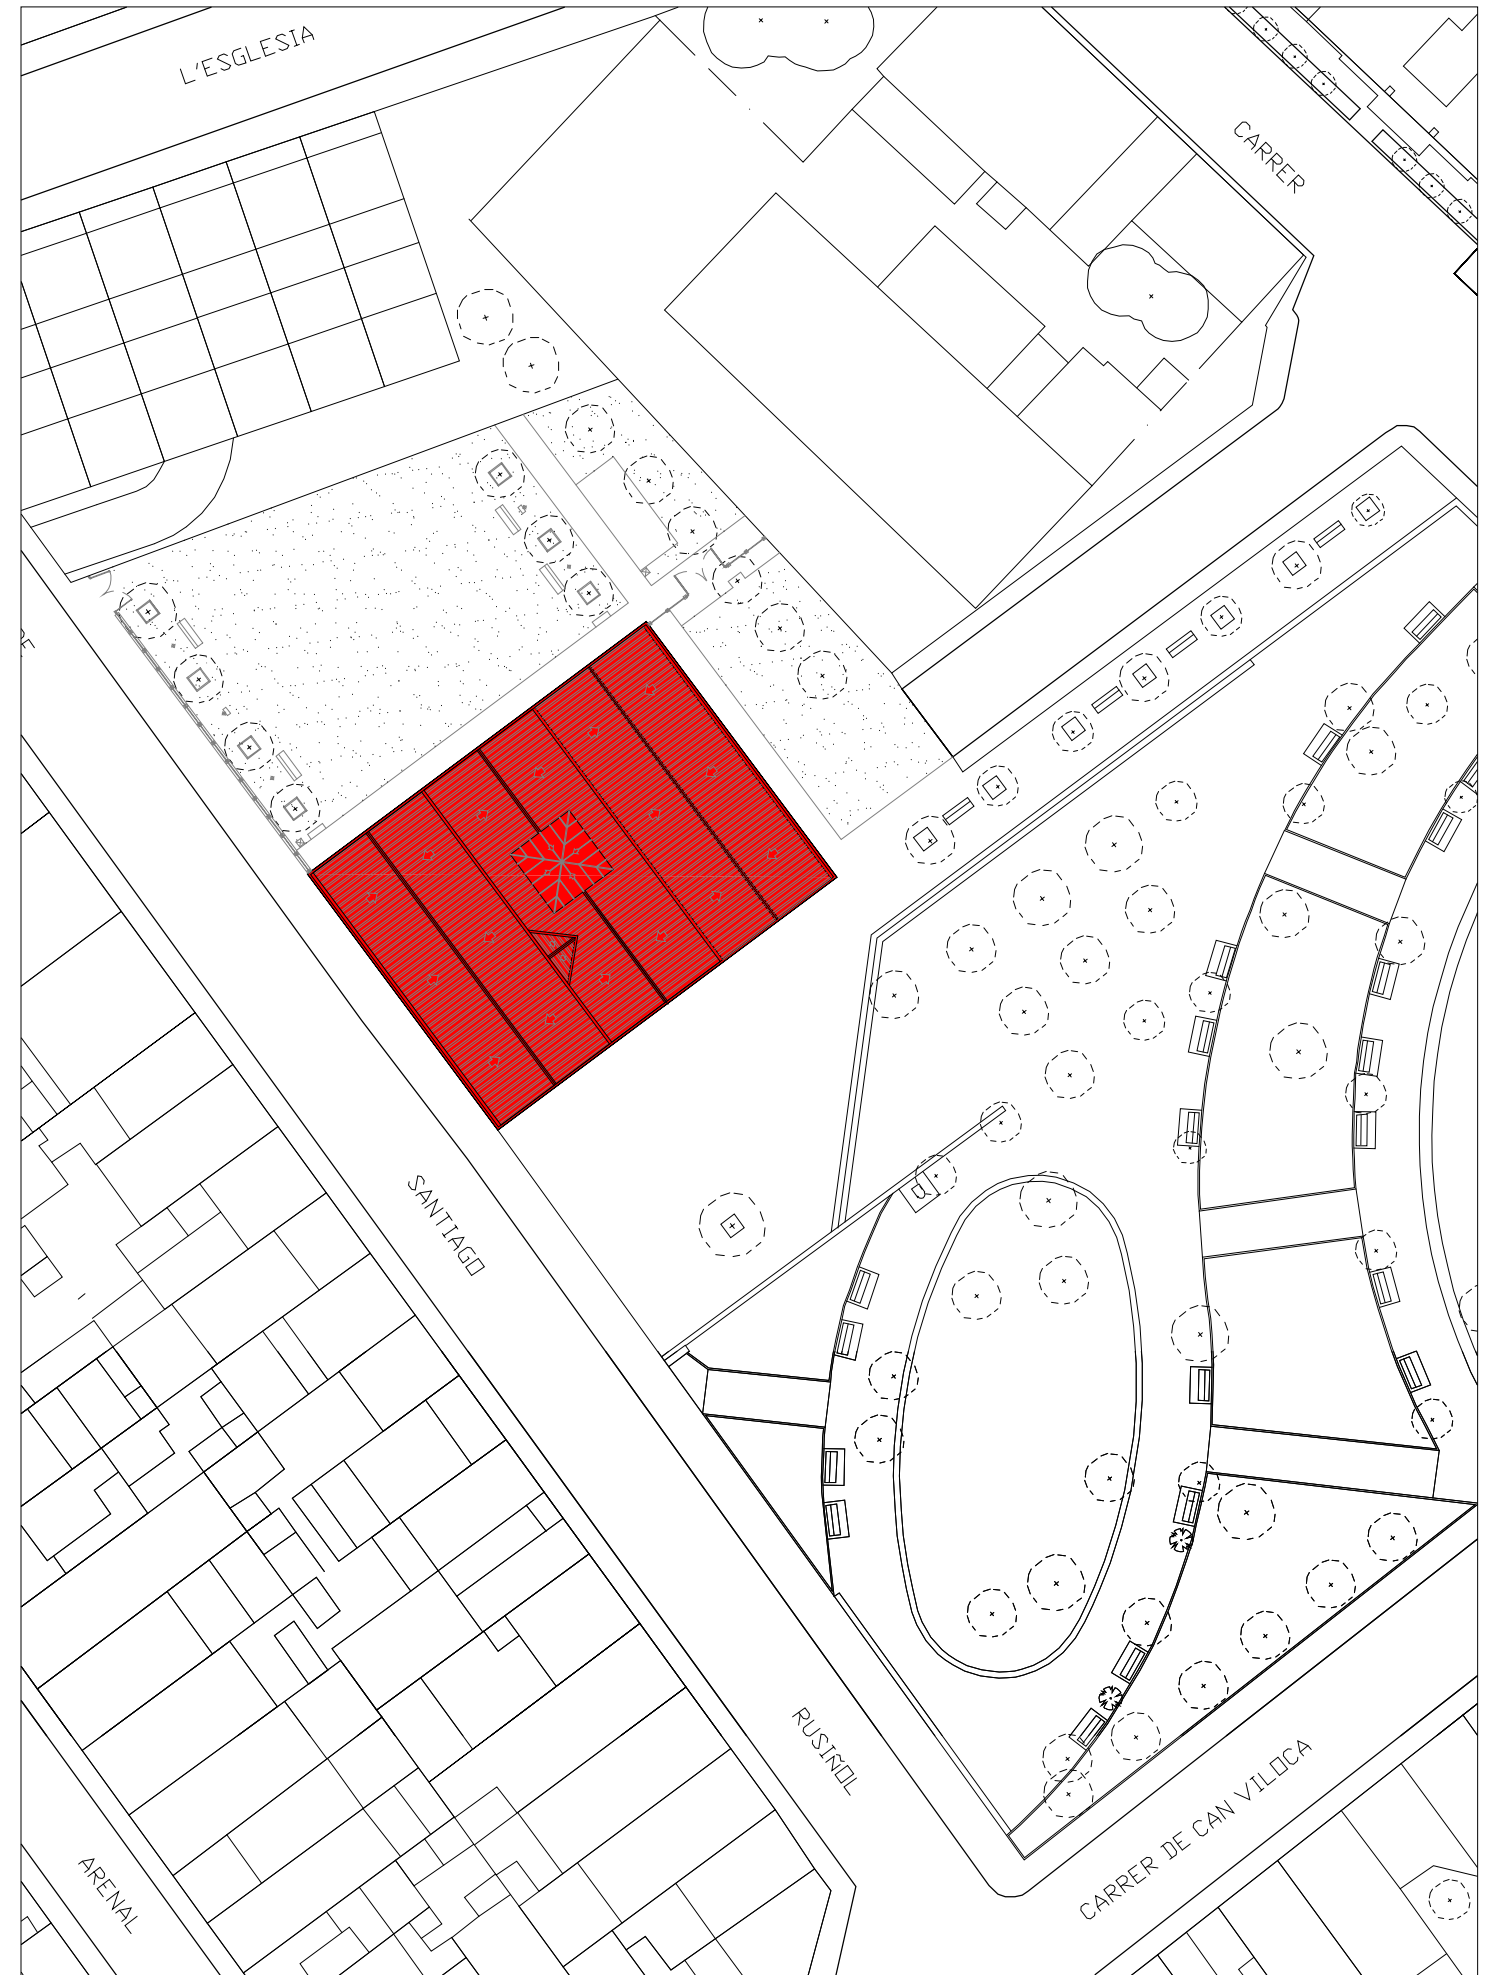 L'ESGLESIA
CARRER
SANTIAGO
RUSIÑOL
CARRER DE CAN VILOCA
ARENAL